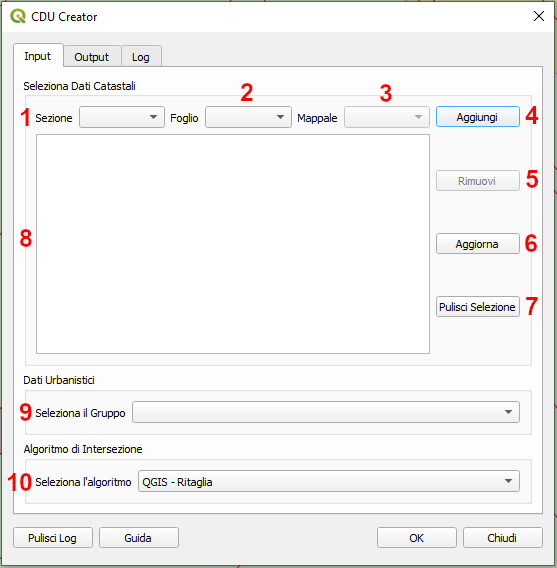 CDU Creator
Input Output Log
Seleziona Dati Catastali
2 3
1 Sezione Foglio Mappale Aggiungi 4
Rimuovi 5
8 Aggiorna 6
Pulisci Selezione 7
Dati Urbanistici
9 Seleziona il Gruppo
Algoritmo di Intersezione
10 Seleziona l'algoritmo QGIS - Ritaglia
Pulisci Log Guida OK Chiudi